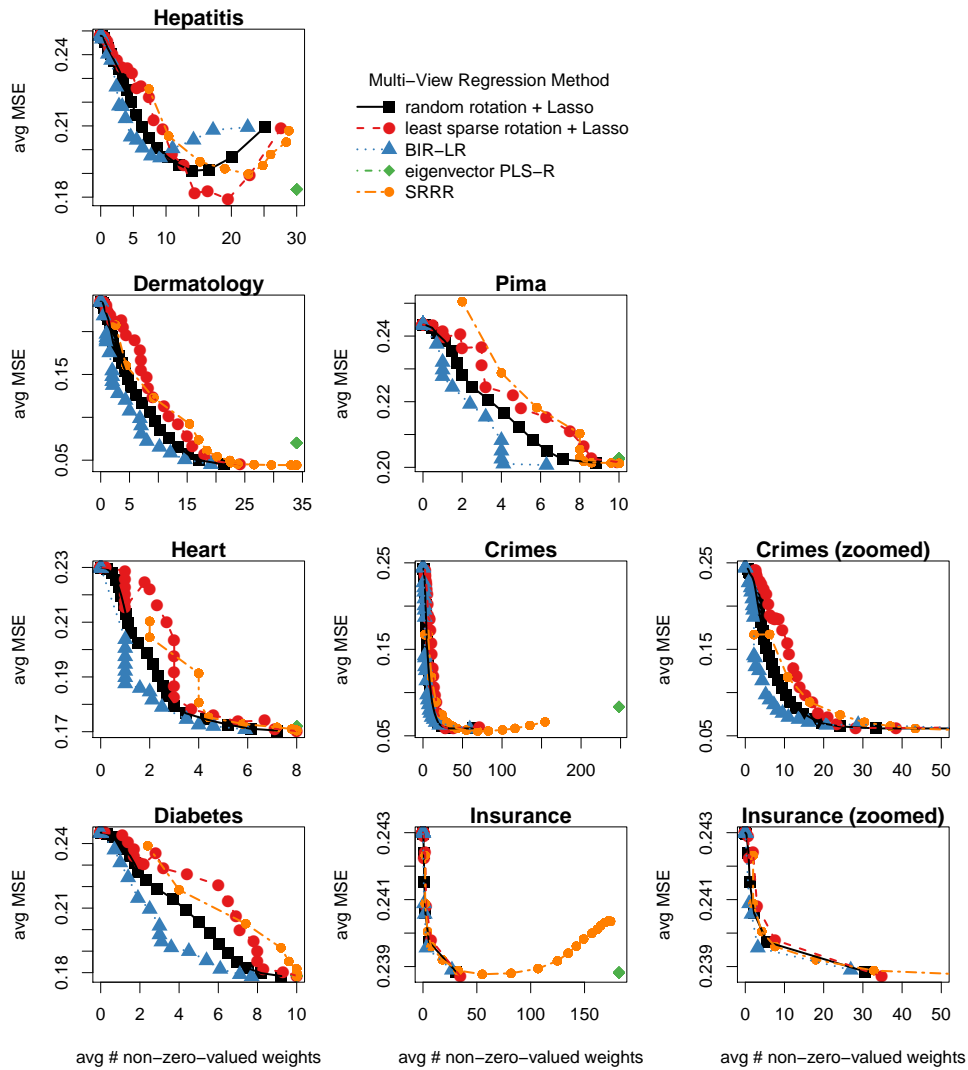 Hepatitis
avg MSE
0.18 0.21 0.24
0 5 10 20 30
Multi−View Regression Method
random rotation + Lasso
least sparse rotation + Lasso
BIR−LR
eigenvector PLS−R
SRRR
Dermatology
avg MSE
0.05 0.15
0 5 15 25 35
Pima
avg MSE
0.20 0.22 0.24
0 2 4 6 8 10
Heart
avg MSE
0.17 0.19 0.21 0.23
0 2 4 6 8
Crimes
avg MSE
0.05 0.15 0.25
0 50 100 200
Crimes (zoomed)
avg MSE
0.05 0.15 0.25
0 10 20 30 40 50
Diabetes
avg MSE
0.18 0.21 0.24
0 2 4 6 8 10
avg # non−zero−valued weights
Insurance
avg MSE
0.239 0.241 0.243
0 50 100 150
avg # non−zero−valued weights
Insurance (zoomed)
avg MSE
0.239 0.241 0.243
0 10 20 30 40 50
avg # non−zero−valued weights